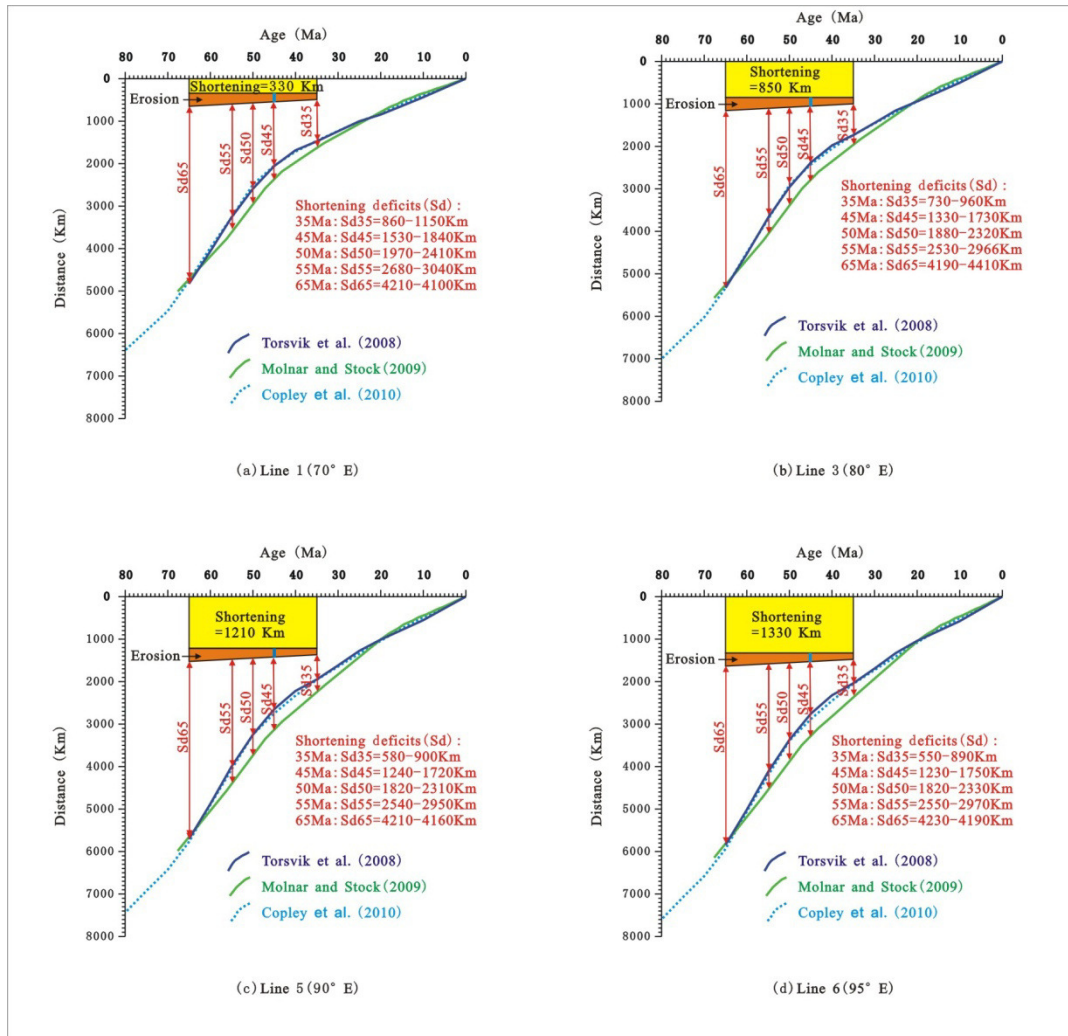 Age (Ma)
80 70 60 50 40 30 20 10 0
0
1000
2000
3000
4000
5000
6000
7000
8000
Distance (Km)
Shortening=330 Km
Erosion
Sd65
Sd55
Sd50
Sd45
Sd35
Shortening deficits(Sd) :
35Ma: Sd35=860-1150Km
45Ma: Sd45=1530-1840Km
50Ma: Sd50=1970-2410Km
55Ma: Sd55=2680-3040Km
65Ma: Sd65=4210-4100Km
Torsvik et al. (2008)
Molnar and Stock(2009)
Copley et al. (2010)
(a) Line 1(70° E)
Age (Ma)
80 70 60 50 40 30 20 10 0
0
1000
2000
3000
4000
5000
6000
7000
8000
Distance (Km)
Shortening
=850 Km
Erosion
Sd65
Sd55
Sd50
Sd45
Sd35
Shortening deficits(Sd) :
35Ma: Sd35=730-960Km
45Ma: Sd45=1330-1730Km
50Ma: Sd50=1880-2320Km
55Ma: Sd55=2530-2966Km
65Ma: Sd65=4190-4410Km
Torsvik et al. (2008)
Molnar and Stock(2009)
Copley et al. (2010)
(b) Line 3(80° E)
Age (Ma)
80 70 60 50 40 30 20 10 0
0
1000
2000
3000
4000
5000
6000
7000
8000
Distance (Km)
Shortening
=1210 Km
Erosion
Sd65
Sd55
Sd50
Sd45
Sd35
Shortening deficits(Sd) :
35Ma: Sd35=580-900Km
45Ma: Sd45=1240-1720Km
50Ma: Sd50=1820-2310Km
55Ma: Sd55=2540-2950Km
65Ma: Sd65=4210-4160Km
Torsvik et al. (2008)
Molnar and Stock(2009)
Copley et al. (2010)
(c) Line 5(90° E)
Age (Ma)
80 70 60 50 40 30 20 10 0
0
1000
2000
3000
4000
5000
6000
7000
8000
Distance (Km)
Shortening
=1330 Km
Erosion
Sd65
Sd55
Sd50
Sd45
Sd35
Shortening deficits(Sd) :
35Ma: Sd35=550-890Km
45Ma: Sd45=1230-1750Km
50Ma: Sd50=1820-2330Km
55Ma: Sd55=2550-2970Km
65Ma: Sd65=4230-4190Km
Torsvik et al. (2008)
Molnar and Stock(2009)
Copley et al. (2010)
(d) Line 6(95° E)